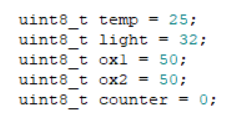 uint8_t temp = 25;
uint8_t light = 32;
uint8_t ox1 = 50;
uint8_t ox2 = 50;
uint8_t counter = 0;